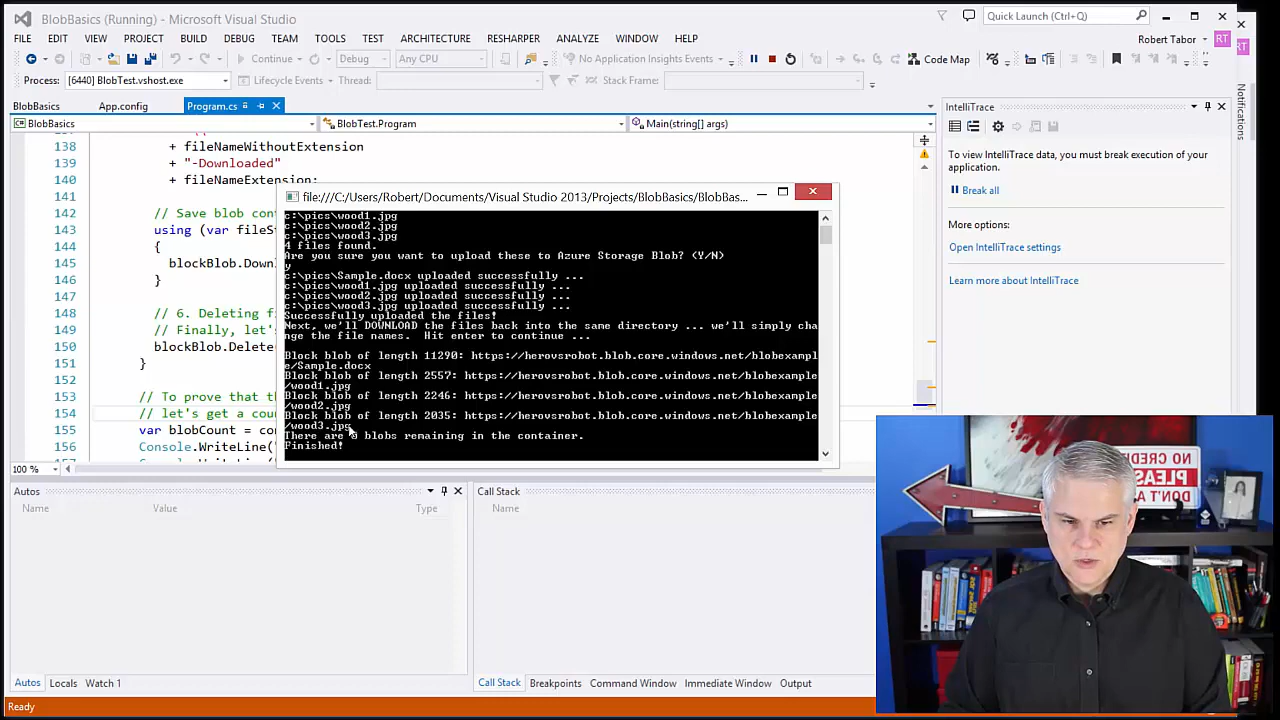 BlobBasics (Running) - Microsoft Visual Studio
Quick Launch (Ctrl+Q)
FILE EDIT VIEW PROJECT BUILD DEBUG TEAM TOOLS TEST ARCHITECTURE RESHARPER ANALYZE WINDOW HELP
Robert Tabor RT
Continue Debug Any CPU No Application Insights Events Code Map
Process: [6440] BlobTest.vshost.exe Lifecycle Events Thread: Stack Frame:
BlobBasics App.config Program.cs
BlobBasics BlobTest.Program Main(string[] args)
138 + fileNameWithoutExtension
139 + "-Downloaded"
140 + fileNameExtension;
141
142 // Save blob cont
143 using (var fileSt
144 {
145 blockBlob.Downl
146 }
147
148 // 6. Deleting fi
149 // Finally, let's
150 blockBlob.Delete(
151 }
152
153 // To prove that th
154 // let's get a coun
155 var blobCount = con
156 Console.WriteLine(
100 %
file:///C:/Users/Robert/Documents/Visual Studio 2013/Projects/BlobBasics/BlobBas...
c:\pics\wood1.jpg
c:\pics\wood2.jpg
c:\pics\wood3.jpg
4 files found.
Are you sure you want to upload these to Azure Storage Blob? (Y/N)
y
c:\pics\Sample.docx uploaded successfully ...
c:\pics\wood1.jpg uploaded successfully ...
c:\pics\wood2.jpg uploaded successfully ...
c:\pics\wood3.jpg uploaded successfully ...
Successfully uploaded the files!
Next, we'll DOWNLOAD the files back into the same directory ... we'll simply cha
nge the file names. Hit enter to continue ...
Block blob of length 11290: https://herovsrobot.blob.core.windows.net/blobexampl
e/Sample.docx
Block blob of length 2557: https://herovsrobot.blob.core.windows.net/blobexample
/wood1.jpg
Block blob of length 2246: https://herovsrobot.blob.core.windows.net/blobexample
/wood2.jpg
Block blob of length 2035: https://herovsrobot.blob.core.windows.net/blobexample
/wood3.jpg
There are 0 blobs remaining in the container.
Finished!
IntelliTrace
To view IntelliTrace data, you must break execution of your
application.
Break all
More options:
Open IntelliTrace settings
Learn more about IntelliTrace
Notifications
Autos
Name Value Type
Call Stack
Name
Autos Locals Watch 1
Call Stack Breakpoints Command Window Immediate Window Output
Ready
NO CREDI
PLEAS
DON'T A